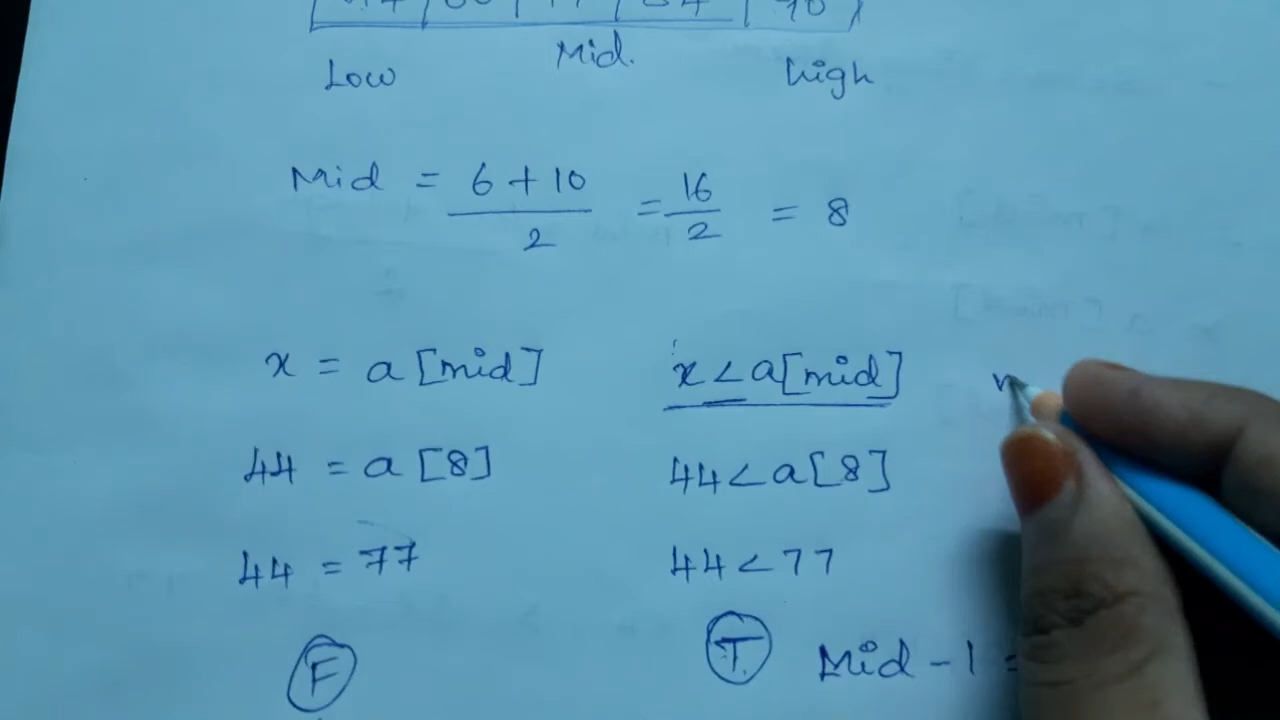 Low Mid. high
Mid = 6 + 10 / 2 = 16 / 2 = 8
x = a [mid] x < a[mid]
44 = a [8] 44 < a [8]
44 = 77 44 < 77
F T. Mid - 1 =